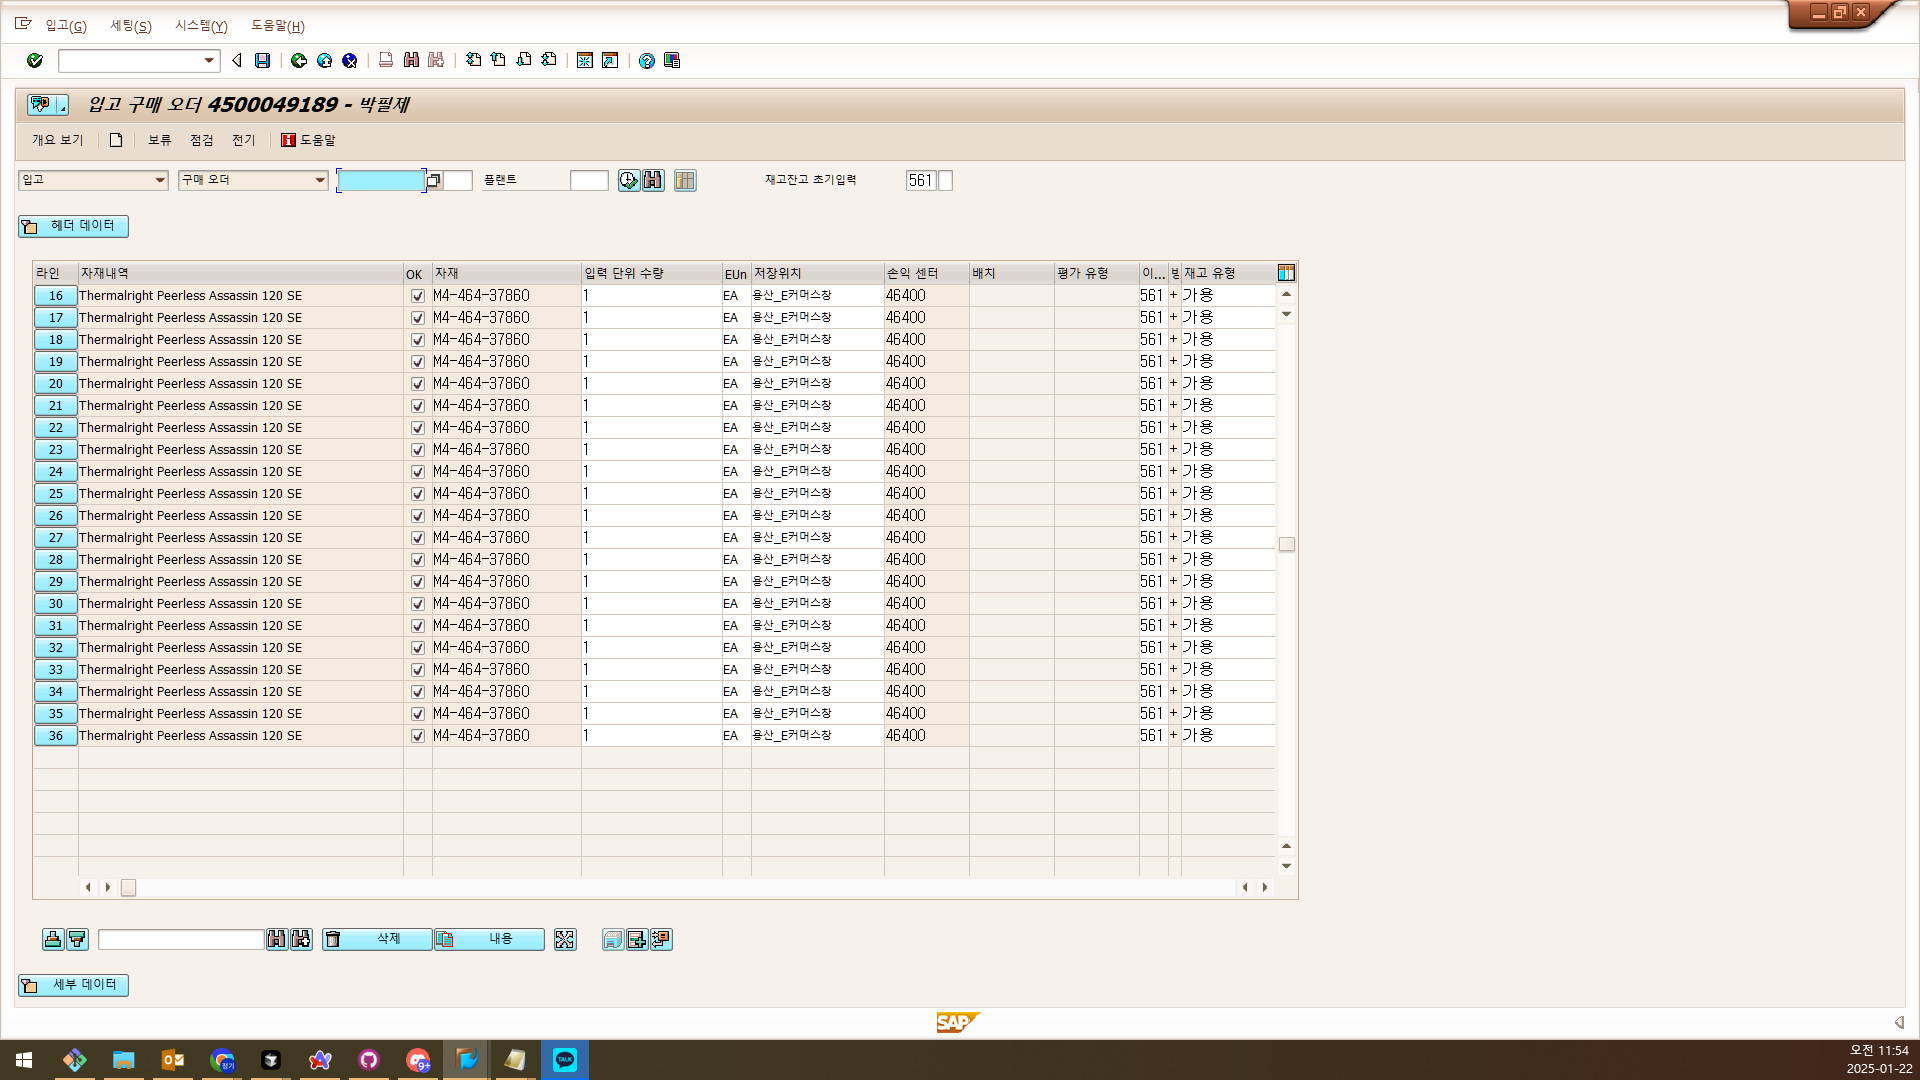 입고(G) 세팅(S) 시스템(Y) 도움말(H)
입고 구매 오더 4500049189 - 박필제
개요 보기 보류 점검 전기 도움말
입고 구매 오더 플랜트 재고잔고 초기입력 561
헤더 데이터
라인 자재내역 OK 자재 입력 단위 수량 EUn 저장위치 손익 센터 배치 평가 유형 이... 재고 유형
16 Thermalright Peerless Assassin 120 SE M4-464-37860 1 EA 용산_E커머스창 46400 561 + 가용
17 Thermalright Peerless Assassin 120 SE M4-464-37860 1 EA 용산_E커머스창 46400 561 + 가용
18 Thermalright Peerless Assassin 120 SE M4-464-37860 1 EA 용산_E커머스창 46400 561 + 가용
19 Thermalright Peerless Assassin 120 SE M4-464-37860 1 EA 용산_E커머스창 46400 561 + 가용
20 Thermalright Peerless Assassin 120 SE M4-464-37860 1 EA 용산_E커머스창 46400 561 + 가용
21 Thermalright Peerless Assassin 120 SE M4-464-37860 1 EA 용산_E커머스창 46400 561 + 가용
22 Thermalright Peerless Assassin 120 SE M4-464-37860 1 EA 용산_E커머스창 46400 561 + 가용
23 Thermalright Peerless Assassin 120 SE M4-464-37860 1 EA 용산_E커머스창 46400 561 + 가용
24 Thermalright Peerless Assassin 120 SE M4-464-37860 1 EA 용산_E커머스창 46400 561 + 가용
25 Thermalright Peerless Assassin 120 SE M4-464-37860 1 EA 용산_E커머스창 46400 561 + 가용
26 Thermalright Peerless Assassin 120 SE M4-464-37860 1 EA 용산_E커머스창 46400 561 + 가용
27 Thermalright Peerless Assassin 120 SE M4-464-37860 1 EA 용산_E커머스창 46400 561 + 가용
28 Thermalright Peerless Assassin 120 SE M4-464-37860 1 EA 용산_E커머스창 46400 561 + 가용
29 Thermalright Peerless Assassin 120 SE M4-464-37860 1 EA 용산_E커머스창 46400 561 + 가용
30 Thermalright Peerless Assassin 120 SE M4-464-37860 1 EA 용산_E커머스창 46400 561 + 가용
31 Thermalright Peerless Assassin 120 SE M4-464-37860 1 EA 용산_E커머스창 46400 561 + 가용
32 Thermalright Peerless Assassin 120 SE M4-464-37860 1 EA 용산_E커머스창 46400 561 + 가용
33 Thermalright Peerless Assassin 120 SE M4-464-37860 1 EA 용산_E커머스창 46400 561 + 가용
34 Thermalright Peerless Assassin 120 SE M4-464-37860 1 EA 용산_E커머스창 46400 561 + 가용
35 Thermalright Peerless Assassin 120 SE M4-464-37860 1 EA 용산_E커머스창 46400 561 + 가용
36 Thermalright Peerless Assassin 120 SE M4-464-37860 1 EA 용산_E커머스창 46400 561 + 가용
삭제 내용
세부 데이터
SAP
TALK
오전 11:54
2025-01-22